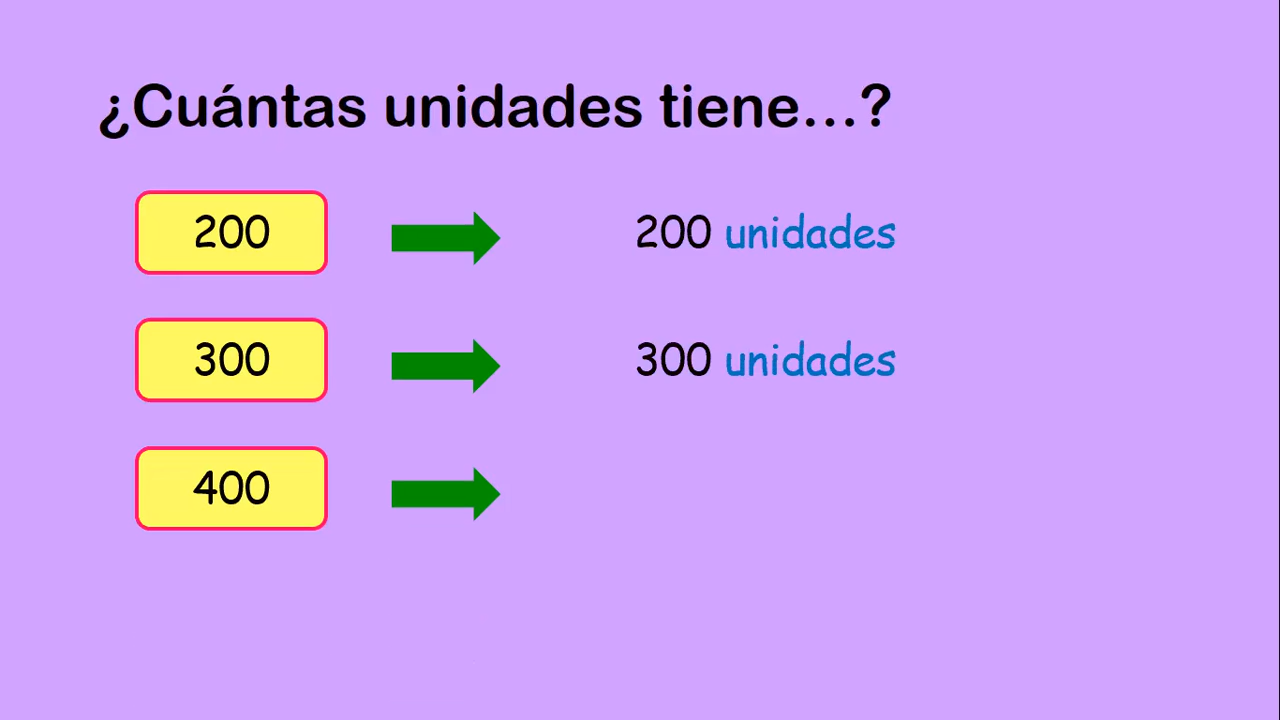 ¿Cuántas unidades tiene...?
200 200 unidades
300 300 unidades
400